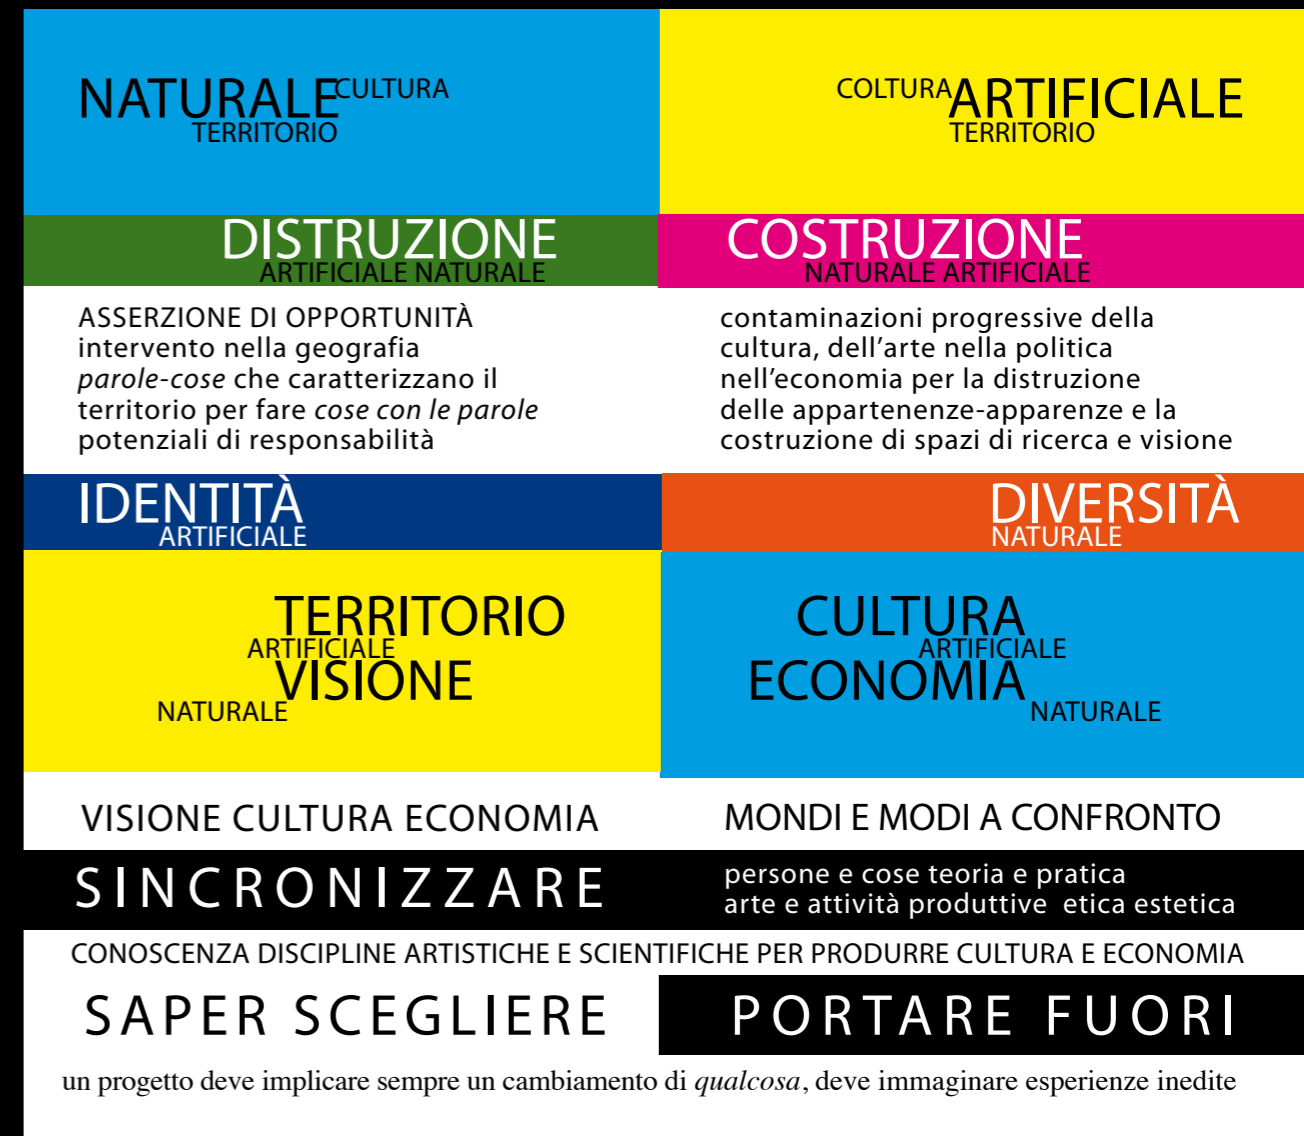 NATURALE CULTURA
TERRITORIO
COLTURA ARTIFICIALE
TERRITORIO
DISTRUZIONE
ARTIFICIALE NATURALE
COSTRUZIONE
NATURALE ARTIFICIALE
ASSERZIONE DI OPPORTUNITÀ
intervento nella geografia
parole-cose che caratterizzano il
territorio per fare cose con le parole
potenziali di responsabilità
contaminazioni progressive della
cultura, dell’arte nella politica
nell’economia per la distruzione
delle appartenenze-apparenze e la
costruzione di spazi di ricerca e visione
IDENTITÀ
ARTIFICIALE
DIVERSITÀ
NATURALE
TERRITORIO
ARTIFICIALE
VISIONE
NATURALE
CULTURA
ARTIFICIALE
ECONOMIA
NATURALE
VISIONE CULTURA ECONOMIA
MONDI E MODI A CONFRONTO
SINCRONIZZARE
persone e cose teoria e pratica
arte e attività produttive etica estetica
CONOSCENZA DISCIPLINE ARTISTICHE E SCIENTIFICHE PER PRODURRE CULTURA E ECONOMIA
SAPER SCEGLIERE
PORTARE FUORI
un progetto deve implicare sempre un cambiamento di qualcosa, deve immaginare esperienze inedite